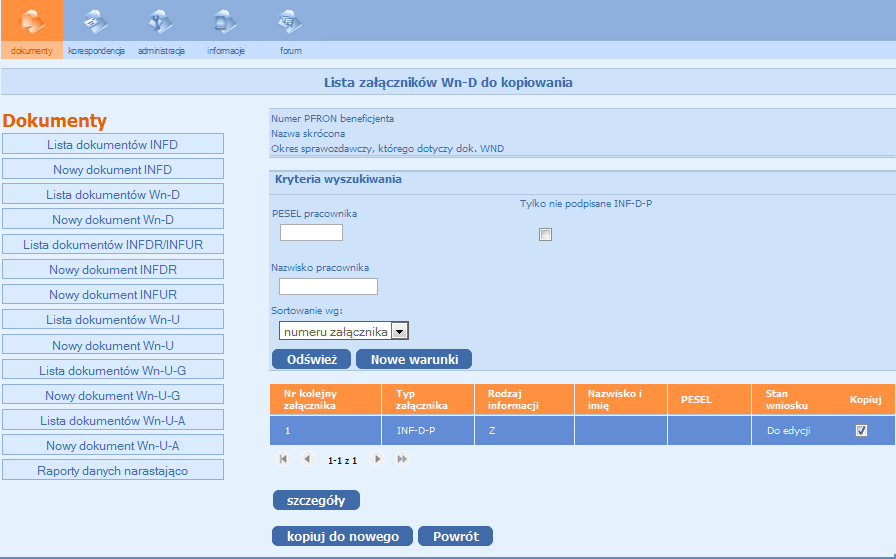 dokumenty korespondencja administracja informacje forum
Lista załączników Wn-D do kopiowania
Dokumenty
Lista dokumentów INFD
Nowy dokument INFD
Lista dokumentów Wn-D
Nowy dokument Wn-D
Lista dokumentów INFDR/INFUR
Nowy dokument INFDR
Nowy dokument INFUR
Lista dokumentów Wn-U
Nowy dokument Wn-U
Lista dokumentów Wn-U-G
Nowy dokument Wn-U-G
Lista dokumentów Wn-U-A
Nowy dokument Wn-U-A
Raporty danych narastająco
Numer PFRON beneficjenta
Nazwa skrócona
Okres sprawozdawczy, którego dotyczy dok. WND
Kryteria wyszukiwania
Tylko nie podpisane INF-D-P
PESEL pracownika
Nazwisko pracownika
Sortowanie wg:
numeru załącznika
Odśwież Nowe warunki
Nr kolejny załącznika Typ załącznika Rodzaj informacji Nazwisko i imię PESEL Stan wniosku Kopiuj
1 INF-D-P Z Do edycji
1-1 z 1
szczegóły
kopiuj do nowego Powrót